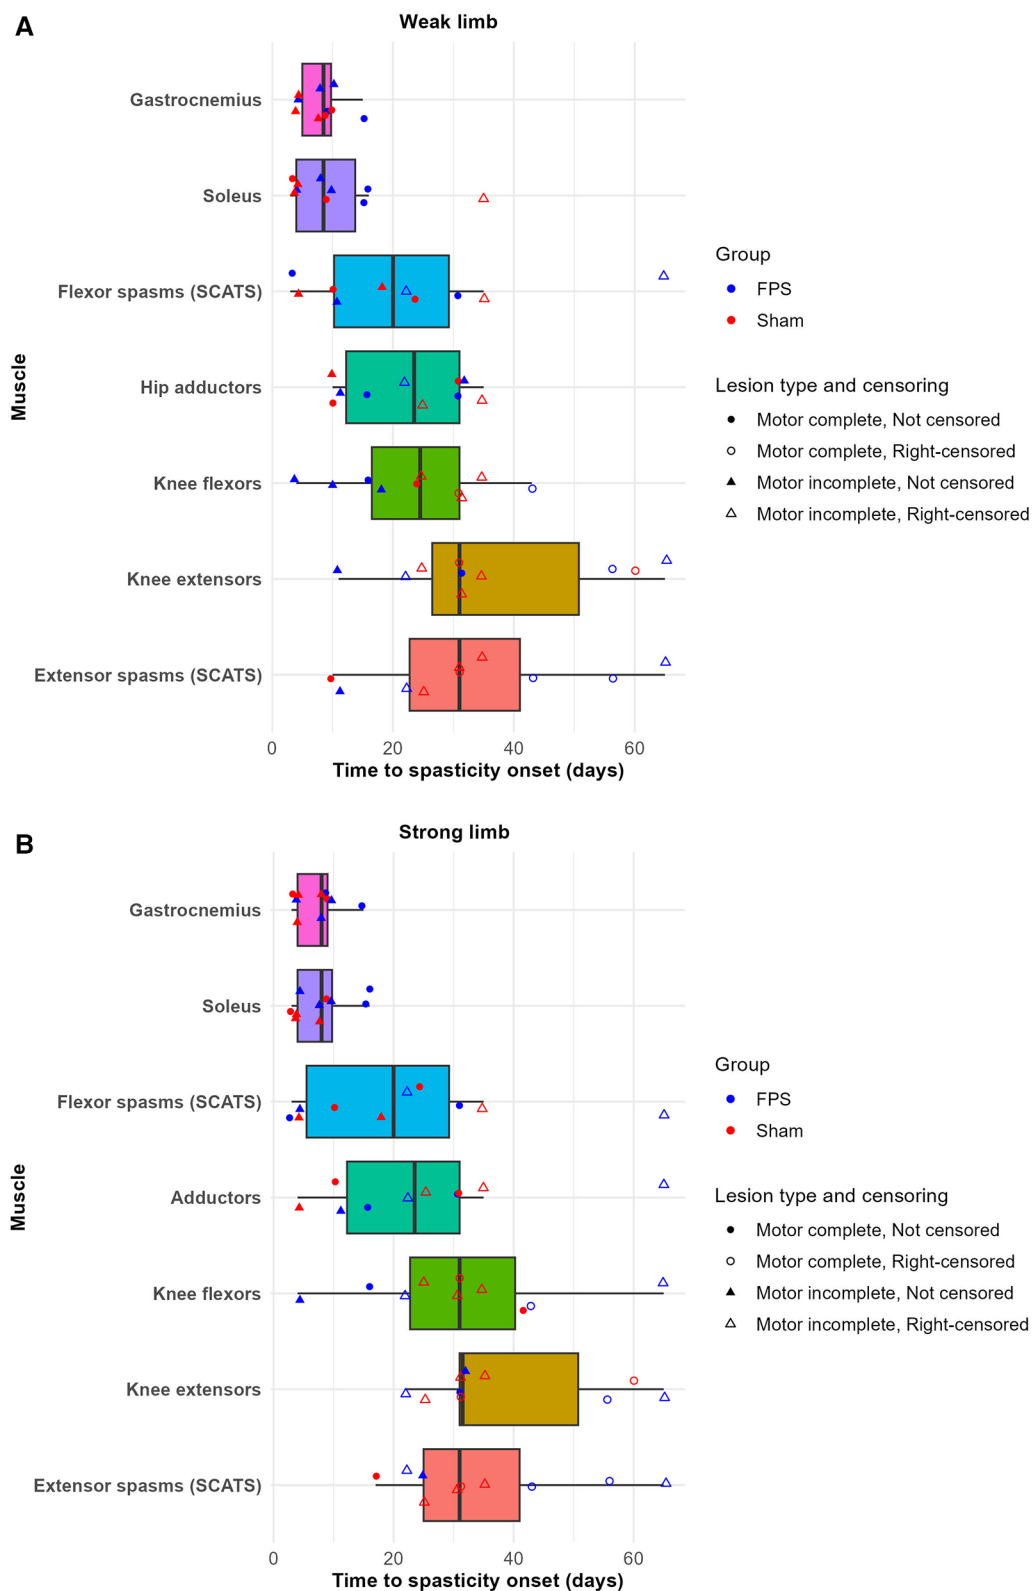 A
Weak limb
Gastrocnemius
Soleus
Flexor spasms (SCATS)
Hip adductors
Knee flexors
Knee extensors
Extensor spasms (SCATS)
Muscle
0 20 40 60
Time to spasticity onset (days)
Group
FPS
Sham
Lesion type and censoring
Motor complete, Not censored
Motor complete, Right-censored
Motor incomplete, Not censored
Motor incomplete, Right-censored
B
Strong limb
Gastrocnemius
Soleus
Flexor spasms (SCATS)
Adductors
Knee flexors
Knee extensors
Extensor spasms (SCATS)
Muscle
0 20 40 60
Time to spasticity onset (days)
Group
FPS
Sham
Lesion type and censoring
Motor complete, Not censored
Motor complete, Right-censored
Motor incomplete, Not censored
Motor incomplete, Right-censored